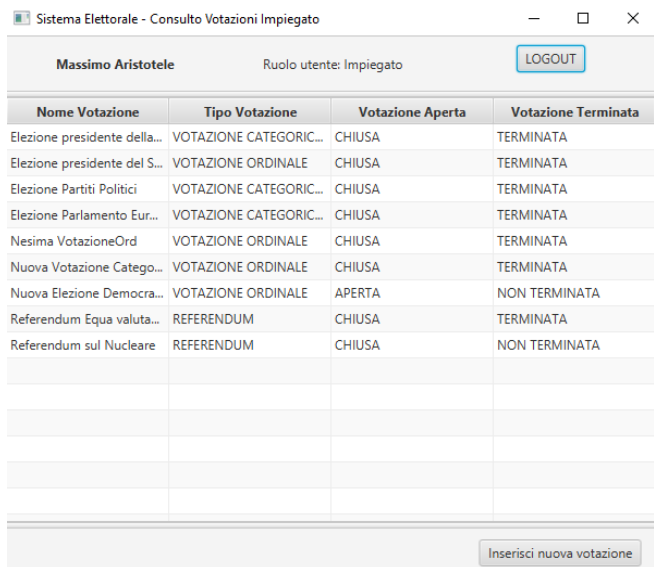 Sistema Elettorale - Consulto Votazioni Impiegato
Massimo Aristotele Ruolo utente: Impiegato LOGOUT
Nome Votazione Tipo Votazione Votazione Aperta Votazione Terminata
Elezione presidente della... VOTAZIONE CATEGORIC... CHIUSA TERMINATA
Elezione presidente del S... VOTAZIONE ORDINALE CHIUSA TERMINATA
Elezione Partiti Politici VOTAZIONE CATEGORIC... CHIUSA TERMINATA
Elezione Parlamento Eur... VOTAZIONE CATEGORIC... CHIUSA TERMINATA
Nesima VotazioneOrd VOTAZIONE ORDINALE CHIUSA TERMINATA
Nuova Votazione Catego... VOTAZIONE ORDINALE CHIUSA TERMINATA
Nuova Elezione Democra... VOTAZIONE ORDINALE APERTA NON TERMINATA
Referendum Equa valuta... REFERENDUM CHIUSA TERMINATA
Referendum sul Nucleare REFERENDUM CHIUSA NON TERMINATA
Inserisci nuova votazione